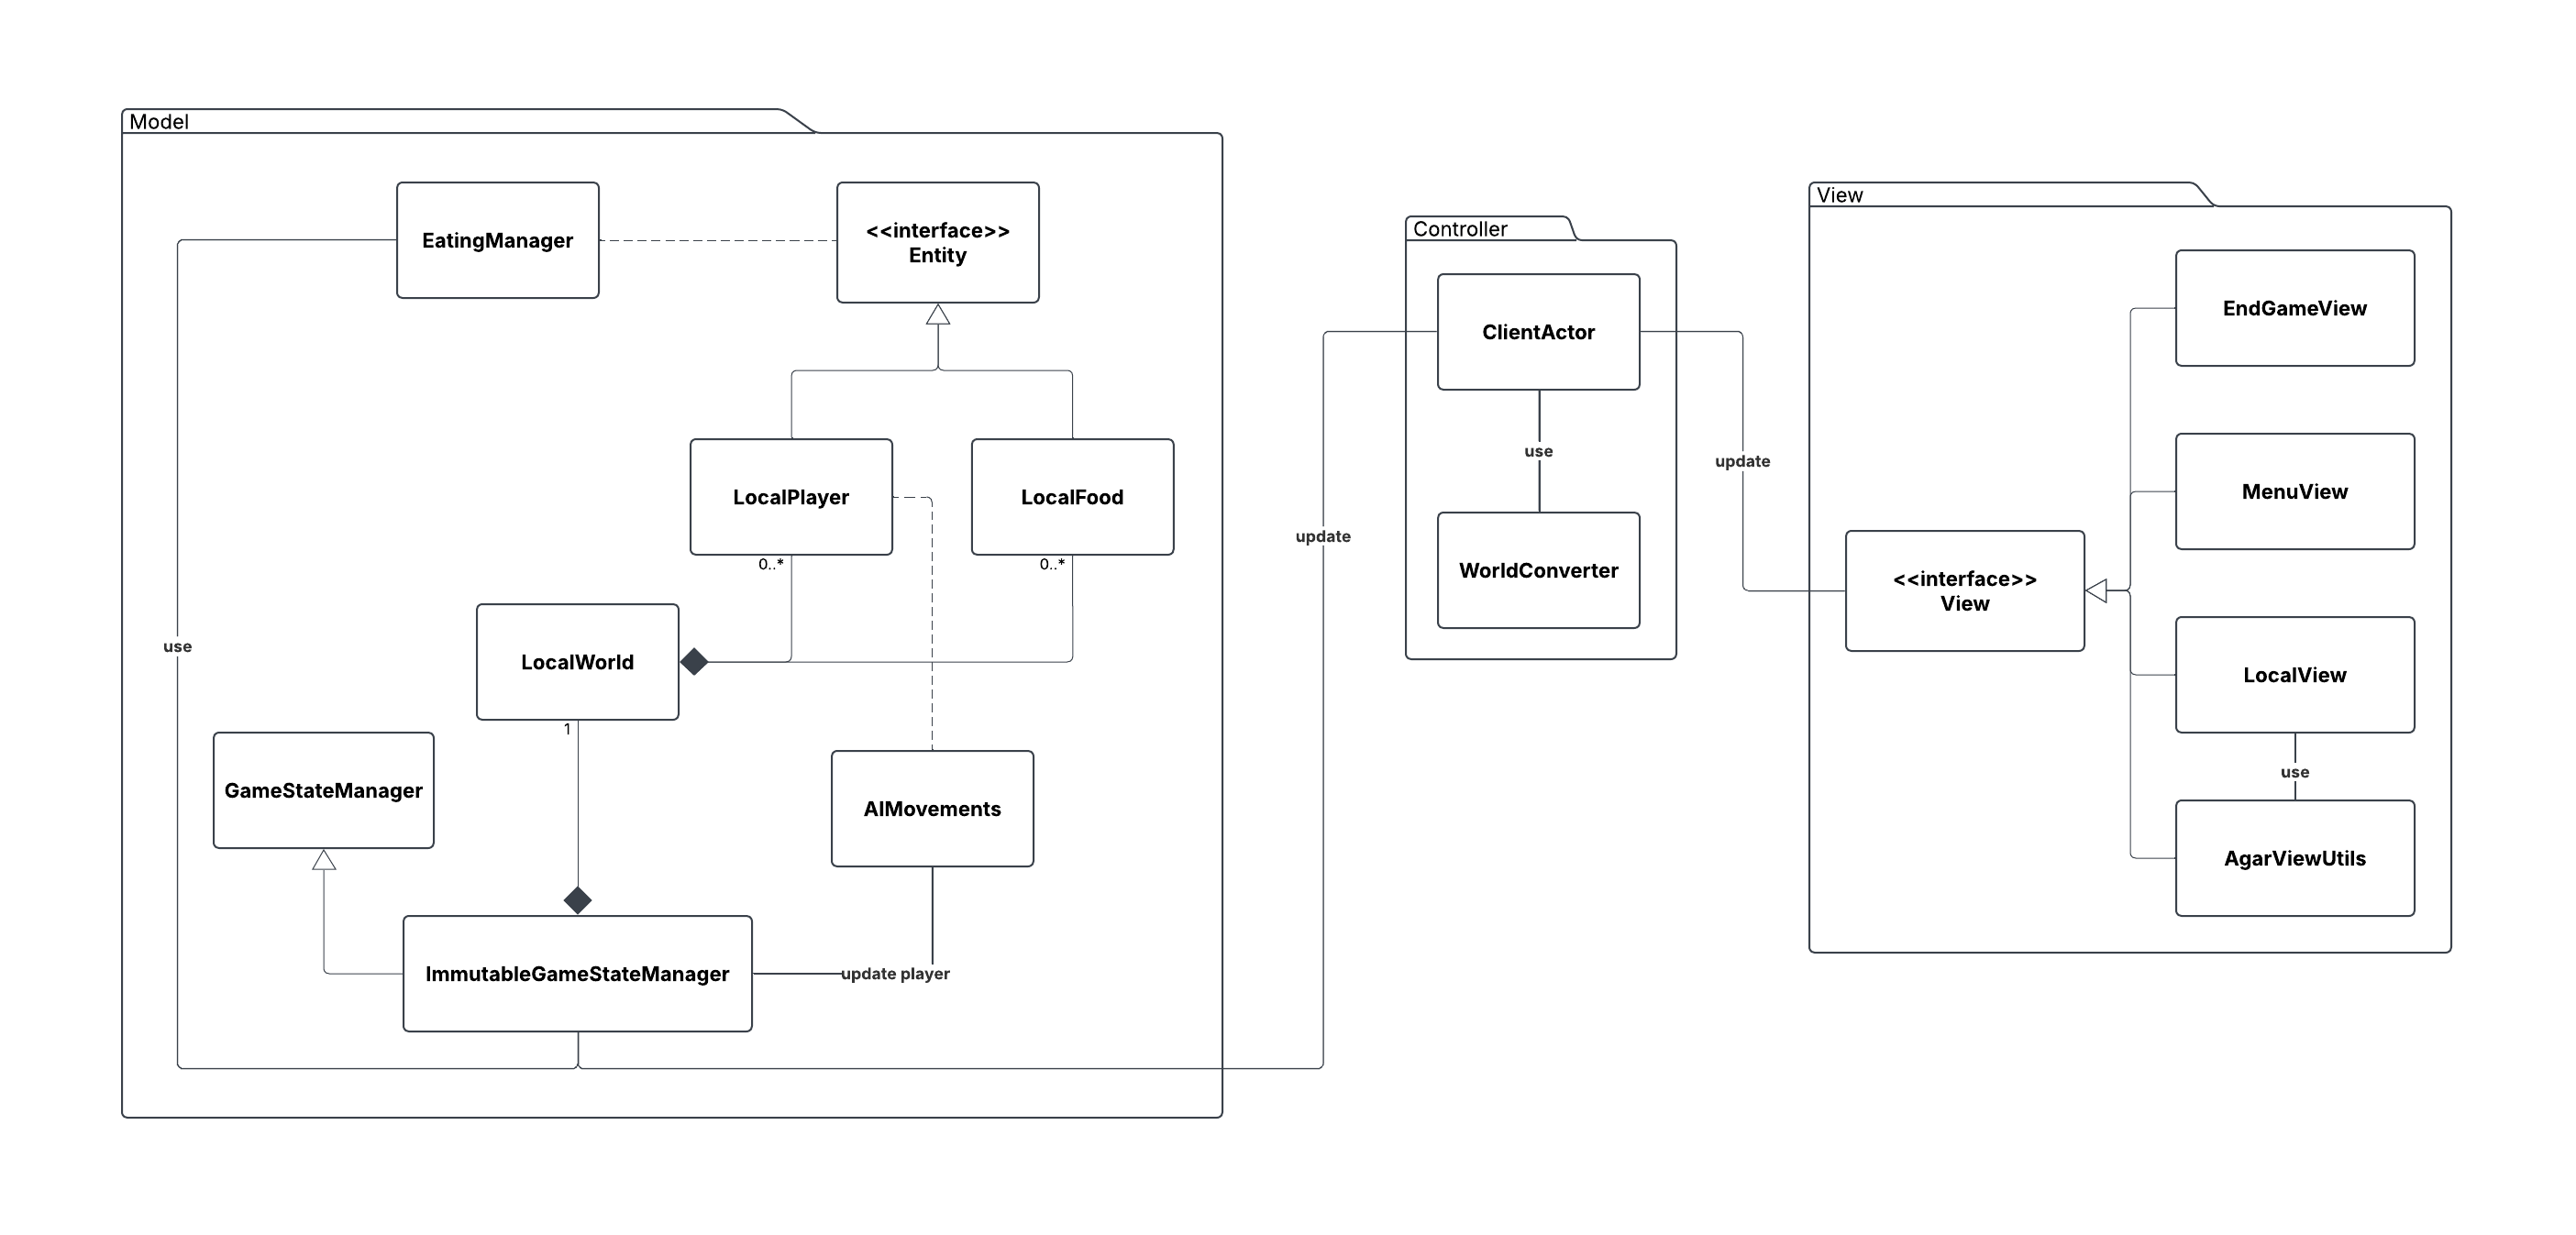 Model
EatingManager
<<interface>>
Entity
LocalPlayer
LocalFood
0..*
0..*
LocalWorld
1
use
GameStateManager
AIMovements
ImmutableGameStateManager
update player
update
Controller
ClientActor
use
WorldConverter
update
View
<<interface>>
View
EndGameView
MenuView
LocalView
use
AgarViewUtils